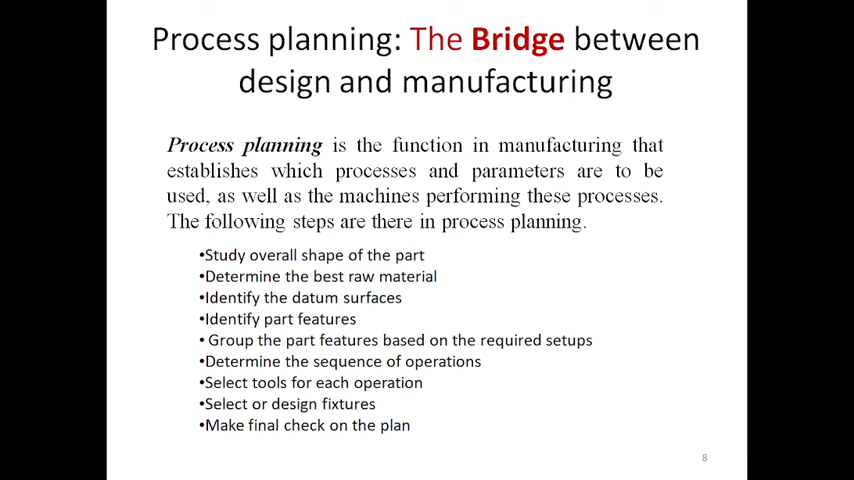 Process planning: The Bridge between
design and manufacturing
Process planning is the function in manufacturing that
establishes which processes and parameters are to be
used, as well as the machines performing these processes.
The following steps are there in process planning.
•Study overall shape of the part
•Determine the best raw material
•Identify the datum surfaces
•Identify part features
• Group the part features based on the required setups
•Determine the sequence of operations
•Select tools for each operation
•Select or design fixtures
•Make final check on the plan
8